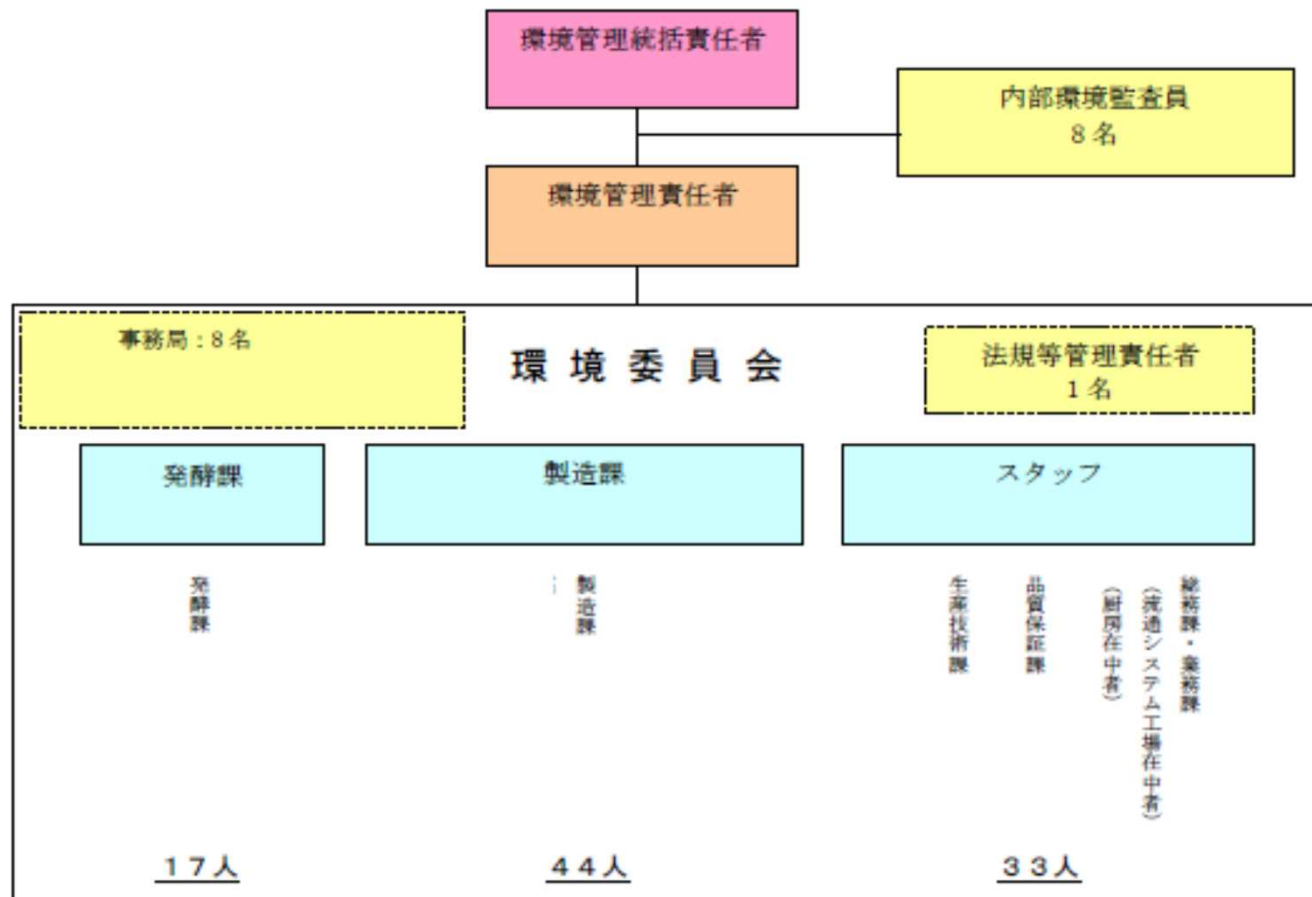 環境管理統括責任者
内部環境監査員
8名
環境管理責任者
事務局：8名
環境委員会
法規等管理責任者
1名
発酵課
製造課
スタッフ
発酵課
製造課
生産技術課
品質保証課
総務課・業務課
（流通システム工場在中者）
（厨房在中者）
17人
44人
33人